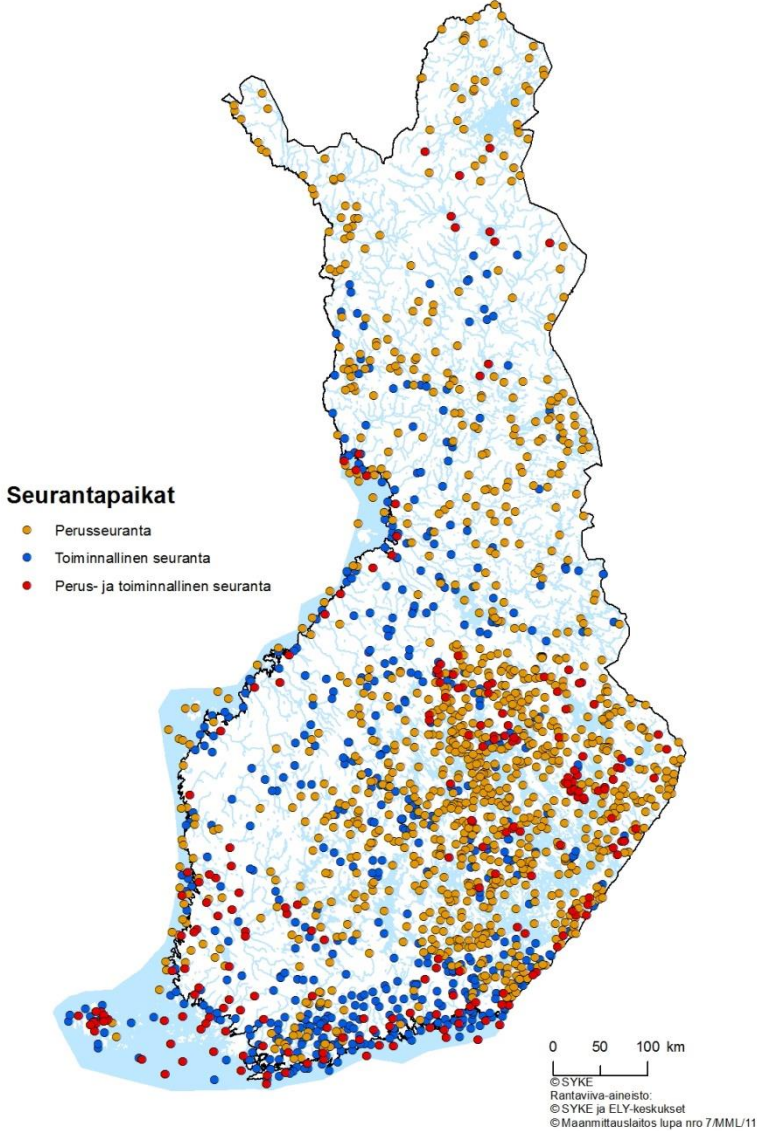 Seurantapaikat
Perusseuranta
Toiminnallinen seuranta
Perus- ja toiminnallinen seuranta
0 50 100 km
© SYKE
Rantaviiva-aineisto:
© SYKE ja ELY-keskukset
© Maanmittauslaitos lupa nro 7/MML/11